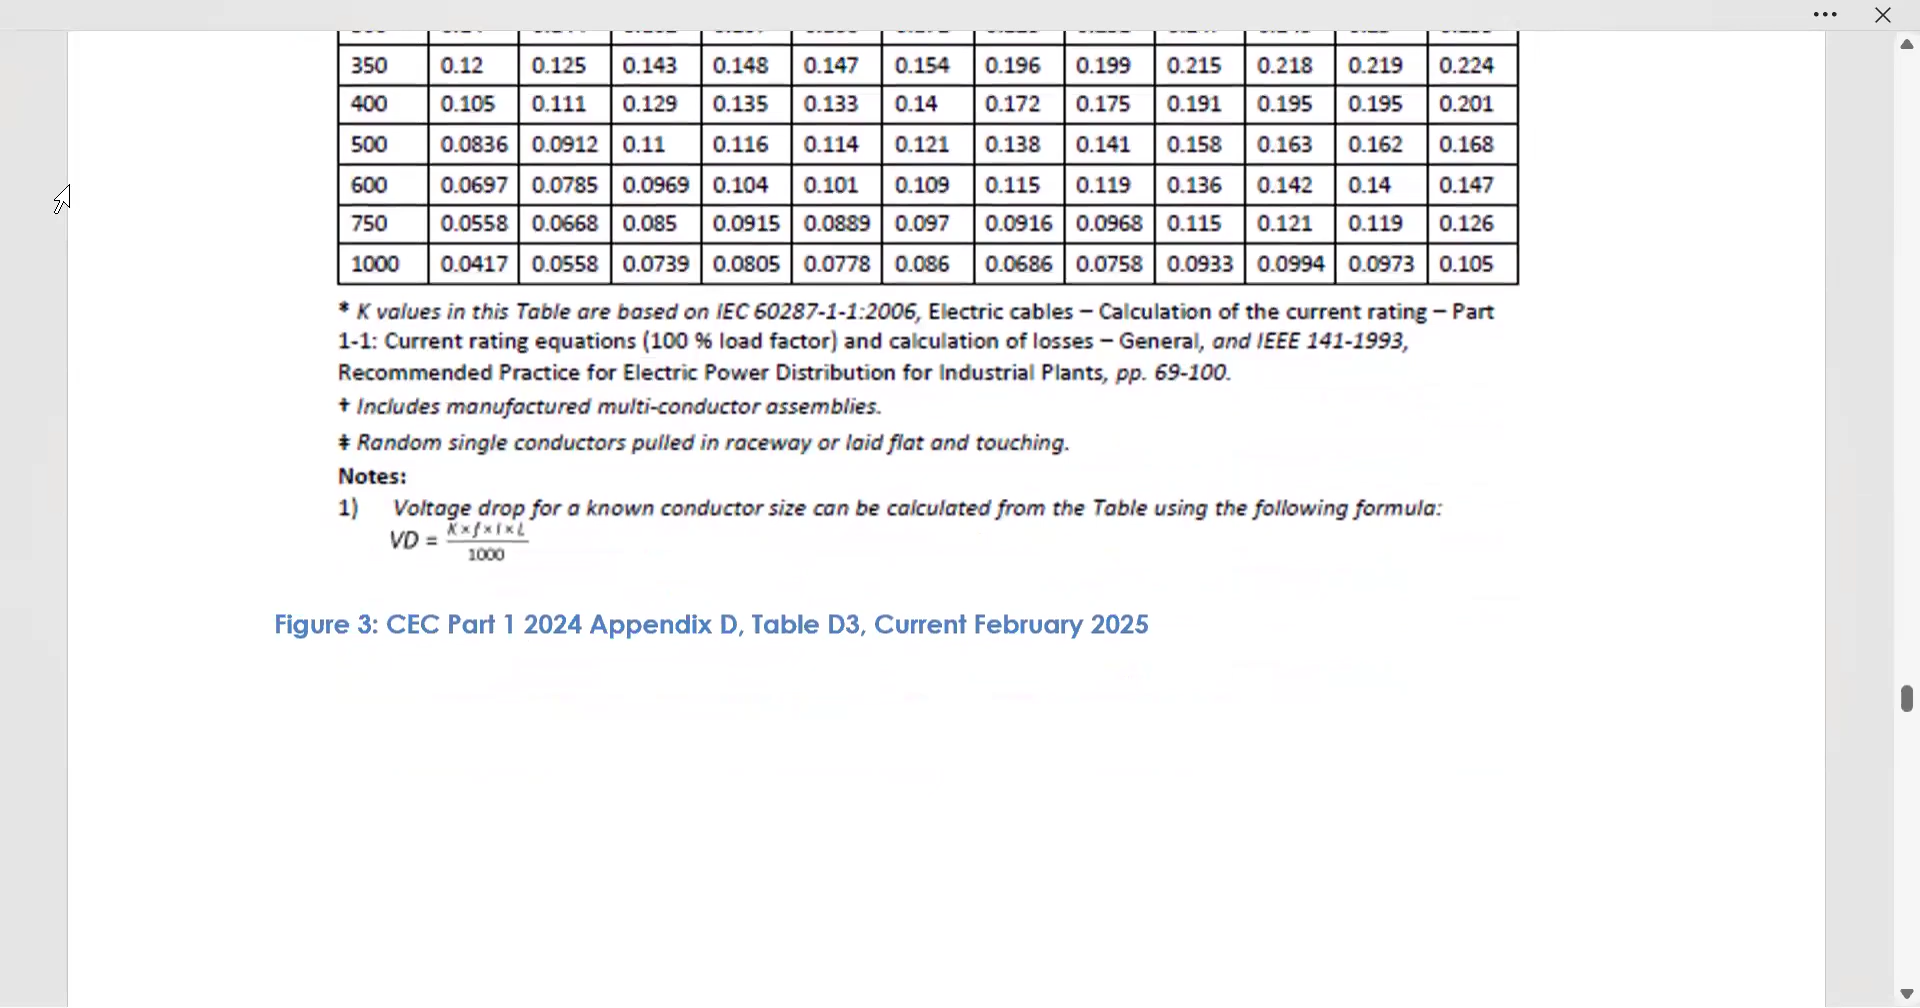 350 0.12 0.125 0.143 0.148 0.147 0.154 0.196 0.199 0.215 0.218 0.219 0.224
400 0.105 0.111 0.129 0.135 0.133 0.14 0.172 0.175 0.191 0.195 0.195 0.201
500 0.0836 0.0912 0.11 0.116 0.114 0.121 0.138 0.141 0.158 0.163 0.162 0.168
600 0.0697 0.0785 0.0969 0.104 0.101 0.109 0.115 0.119 0.136 0.142 0.14 0.147
750 0.0558 0.0668 0.085 0.0915 0.0889 0.097 0.0916 0.0968 0.115 0.121 0.119 0.126
1000 0.0417 0.0558 0.0739 0.0805 0.0778 0.086 0.0686 0.0758 0.0933 0.0994 0.0973 0.105
* K values in this Table are based on IEC 60287-1-1:2006, Electric cables – Calculation of the current rating – Part
1-1: Current rating equations (100 % load factor) and calculation of losses – General, and IEEE 141-1993,
Recommended Practice for Electric Power Distribution for Industrial Plants, pp. 69-100.
† Includes manufactured multi-conductor assemblies.
‡ Random single conductors pulled in raceway or laid flat and touching.
Notes:
1) Voltage drop for a known conductor size can be calculated from the Table using the following formula:
VD = K × f × I × L
1000
Figure 3: CEC Part 1 2024 Appendix D, Table D3, Current February 2025